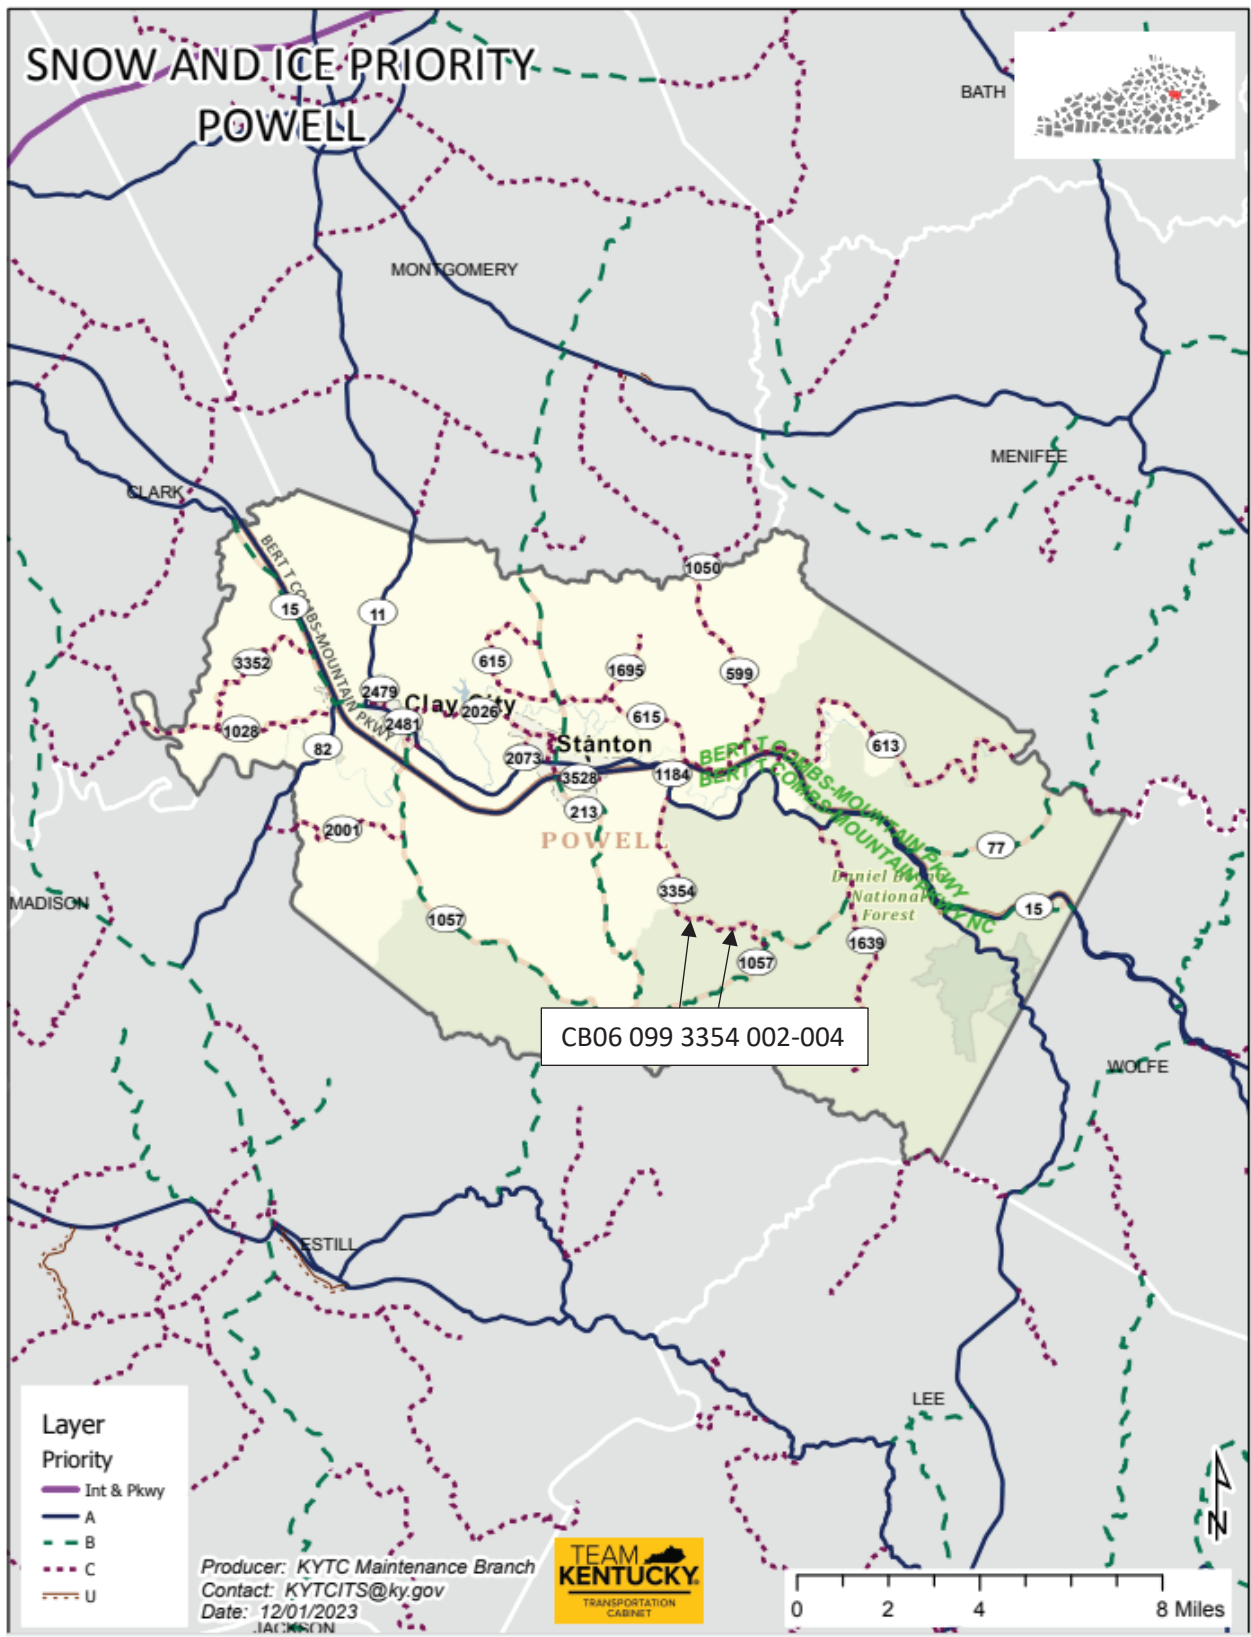 SNOW AND ICE PRIORITY
POWELL
BATH
MONTGOMERY
MENIFEE
CLARK
BERT T COMBS-MOUNTAIN PKWY
1050
15
11
3352
615
1695
599
2479
Clay City
2026
2481
615
1028
82
Stanton
613
2073
3528
1184
BERT T COMBS-MOUNTAIN PKWY
BERT T COMBS-MOUNTAIN PKWY NC
213
2001
POWELL
77
Daniel Boone
National
Forest
3354
MADISON
15
1057
1639
1057
CB06 099 3354 002-004
WOLFE
ESTILL
LEE
Layer
Priority
Int & Pkwy
A
B
C
U
Producer: KYTC Maintenance Branch
Contact: KYTCITS@ky.gov
Date: 12/01/2023
JACKSON
TEAM
KENTUCKY
TRANSPORTATION
CABINET
N
0 2 4 8 Miles